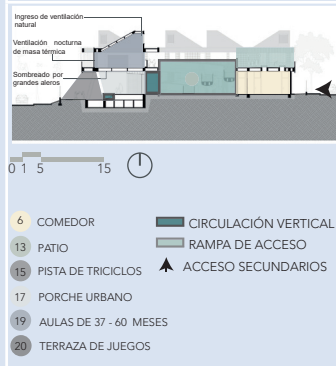 Ingreso de ventilación
natural
Ventilación nocturna
de masa térmica
Sombreado por
grandes aleros
0 1 5 15
6 COMEDOR
13 PATIO
15 PISTA DE TRICICLOS
17 PORCHE URBANO
19 AULAS DE 37 - 60 MESES
20 TERRAZA DE JUEGOS
CIRCULACIÓN VERTICAL
RAMPA DE ACCESO
ACCESO SECUNDARIOS